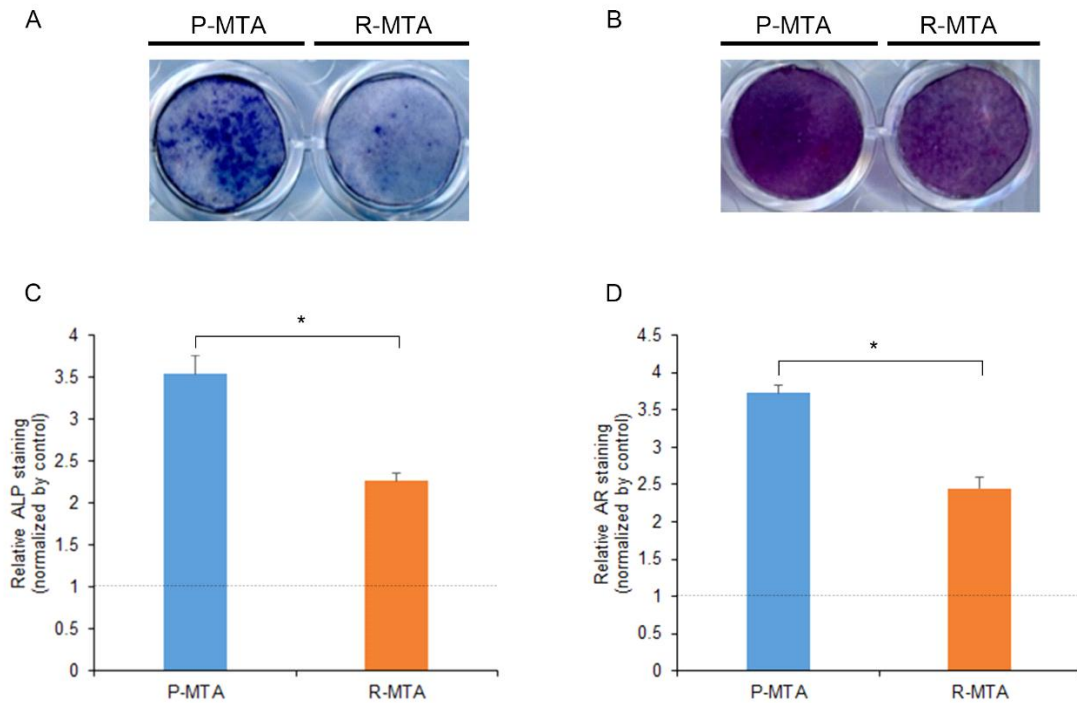 A
P-MTA R-MTA
B
P-MTA R-MTA
C
Relative ALP staining
(normalized by control)
4
3.5
3
2.5
2
1.5
1
0.5
0
*
P-MTA R-MTA
D
Relative AR staining
(normalized by control)
4.5
4
3.5
3
2.5
2
1.5
1
0.5
0
*
P-MTA R-MTA